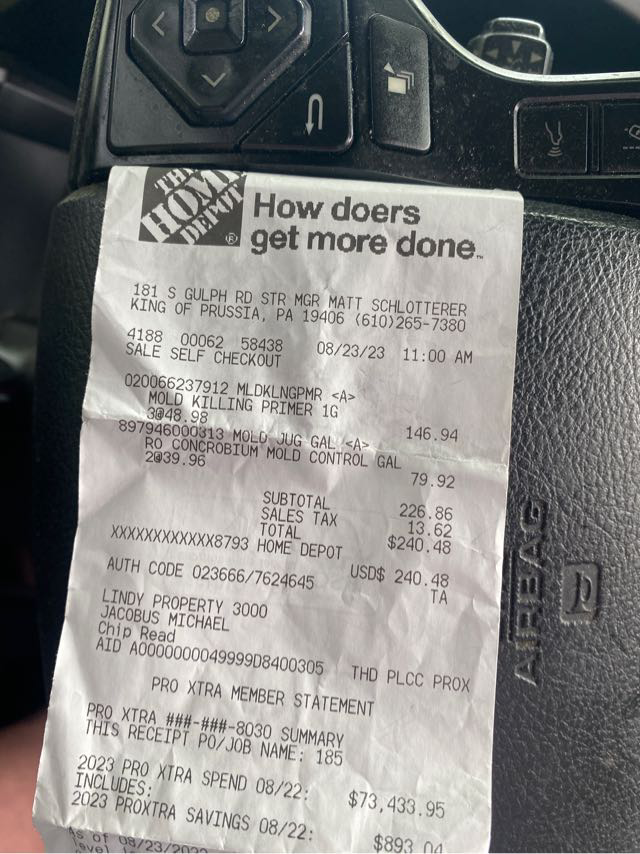 THE
HOME
DEPOT
®
How doers
get more done.™
181 S GULPH RD STR MGR MATT SCHLOTTERER
KING OF PRUSSIA, PA 19406 (610)265-7380
4188 00062 58438 08/23/23 11:00 AM
SALE SELF CHECKOUT
020066237912 MLDKLNGPMR <A>
MOLD KILLING PRIMER 1G
3@48.98 146.94
897946000313 MOLD JUG GAL <A>
RO CONCROBIUM MOLD CONTROL GAL
2@39.96 79.92
SUBTOTAL 226.86
SALES TAX 13.62
TOTAL $240.48
XXXXXXXXXXXX8793 HOME DEPOT
USD$ 240.48
AUTH CODE 023666/7624645 TA
LINDY PROPERTY 3000
JACOBUS MICHAEL
Chip Read
AID A0000000049999D8400305 THD PLCC PROX
PRO XTRA MEMBER STATEMENT
PRO XTRA ###-###-8030 SUMMARY
THIS RECEIPT PO/JOB NAME: 185
2023 PRO XTRA SPEND 08/22: $73,433.95
INCLUDES:
2023 PROXTRA SAVINGS 08/22: $893.04
As of 08/23/2023
AIRBAG